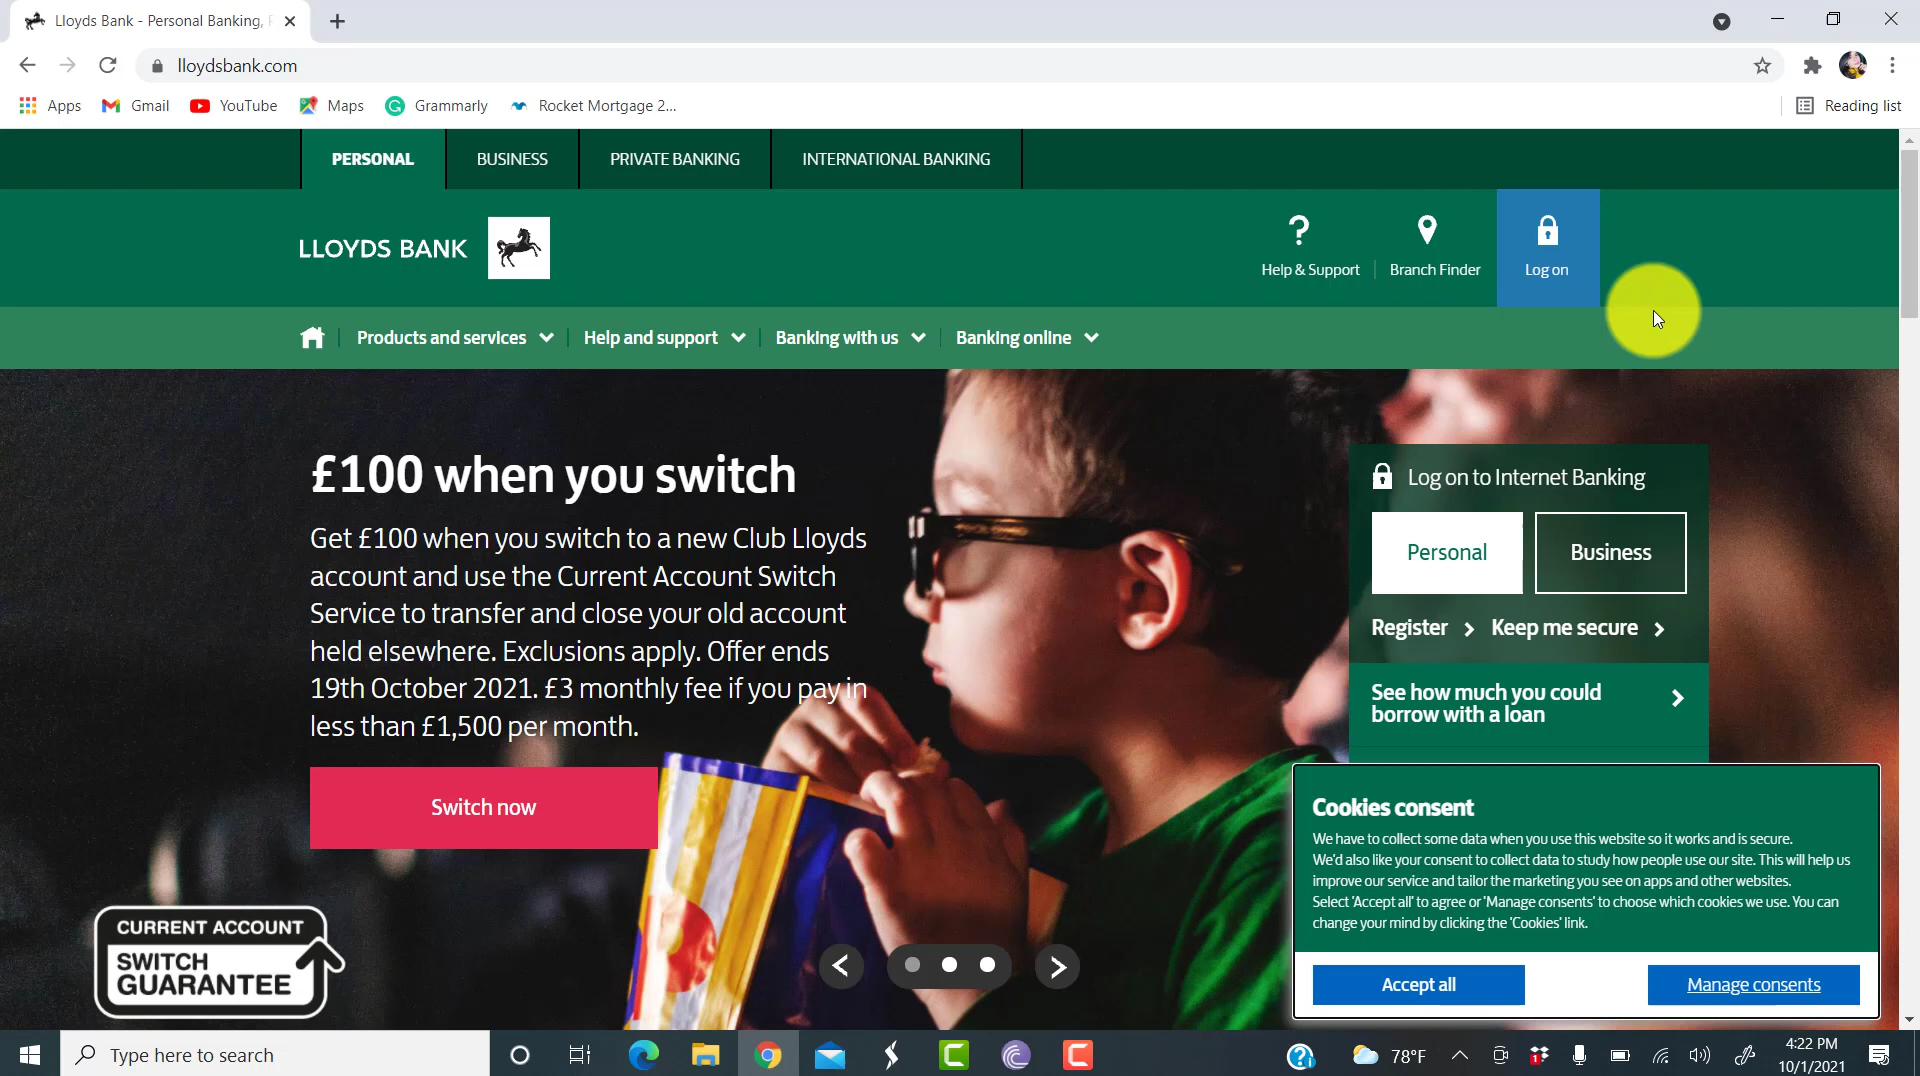 Lloyds Bank - Personal Banking,
lloydsbank.com
Apps Gmail YouTube Maps Grammarly Rocket Mortgage 2... Reading list
PERSONAL BUSINESS PRIVATE BANKING INTERNATIONAL BANKING
LLOYDS BANK
Help & Support Branch Finder Log on
Products and services Help and support Banking with us Banking online
£100 when you switch
Get £100 when you switch to a new Club Lloyds
account and use the Current Account Switch
Service to transfer and close your old account
held elsewhere. Exclusions apply. Offer ends
19th October 2021. £3 monthly fee if you pay in
less than £1,500 per month.
Switch now
CURRENT ACCOUNT
SWITCH
GUARANTEE
Log on to Internet Banking
Personal Business
Register Keep me secure
See how much you could
borrow with a loan
Cookies consent
We have to collect some data when you use this website so it works and is secure.
We'd also like your consent to collect data to study how people use our site. This will help us
improve our service and tailor the marketing you see on apps and other websites.
Select 'Accept all' to agree or 'Manage consents' to choose which cookies we use. You can
change your mind by clicking the 'Cookies' link.
Accept all Manage consents
Type here to search
78°F
4:22 PM
10/1/2021